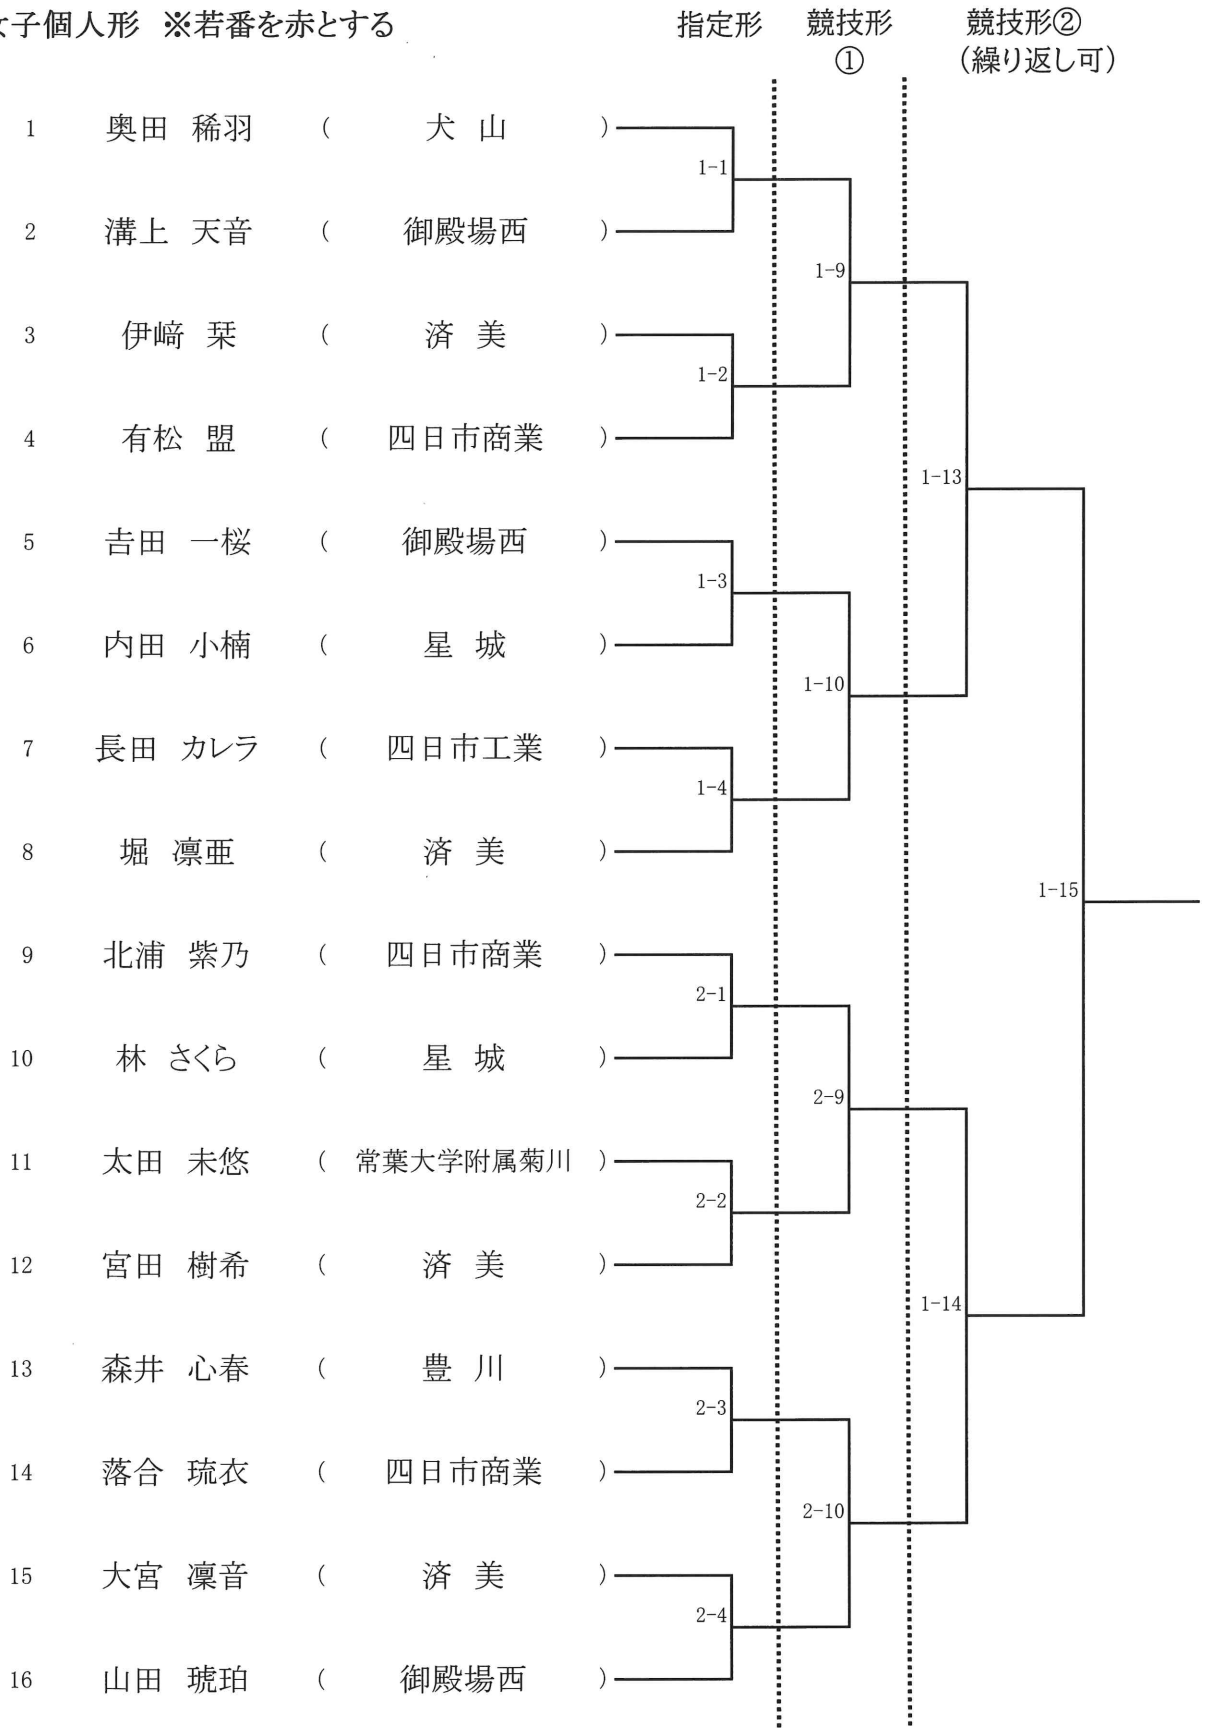 女子個人形 ※若番を赤とする 指定形 競技形① 競技形②(繰り返し可)
1 奥田 稀羽 ( 犬 山 )
1-1
2 溝上 天音 ( 御殿場西 )
1-9
3 伊﨑 栞 ( 済 美 )
1-2
4 有松 盟 ( 四日市商業 )
1-13
5 𠮷田 一桜 ( 御殿場西 )
1-3
6 内田 小楠 ( 星 城 )
1-10
7 長田 カレラ ( 四日市工業 )
1-4
8 堀 凛亜 ( 済 美 )
1-15
9 北浦 紫乃 ( 四日市商業 )
2-1
10 林 さくら ( 星 城 )
2-9
11 太田 未悠 ( 常葉大学附属菊川 )
2-2
12 宮田 樹希 ( 済 美 )
1-14
13 森井 心春 ( 豊 川 )
2-3
14 落合 琉衣 ( 四日市商業 )
2-10
15 大宮 凜音 ( 済 美 )
2-4
16 山田 琥珀 ( 御殿場西 )